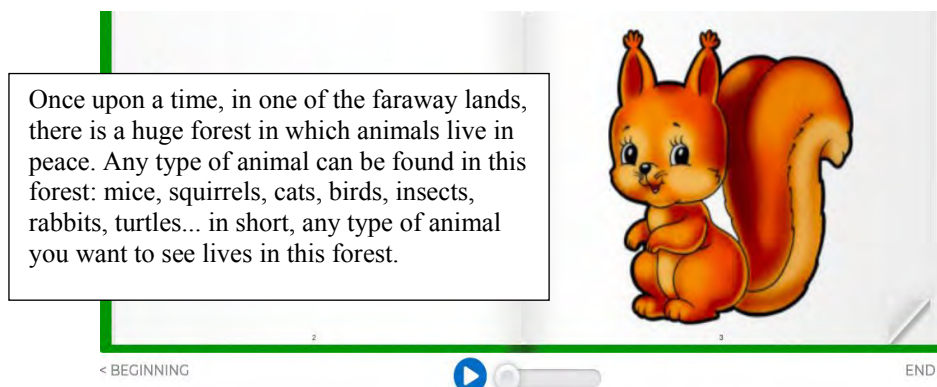 Once upon a time, in one of the faraway lands,
there is a huge forest in which animals live in
peace. Any type of animal can be found in this
forest: mice, squirrels, cats, birds, insects,
rabbits, turtles... in short, any type of animal
you want to see lives in this forest.
2
3
< BEGINNING
END